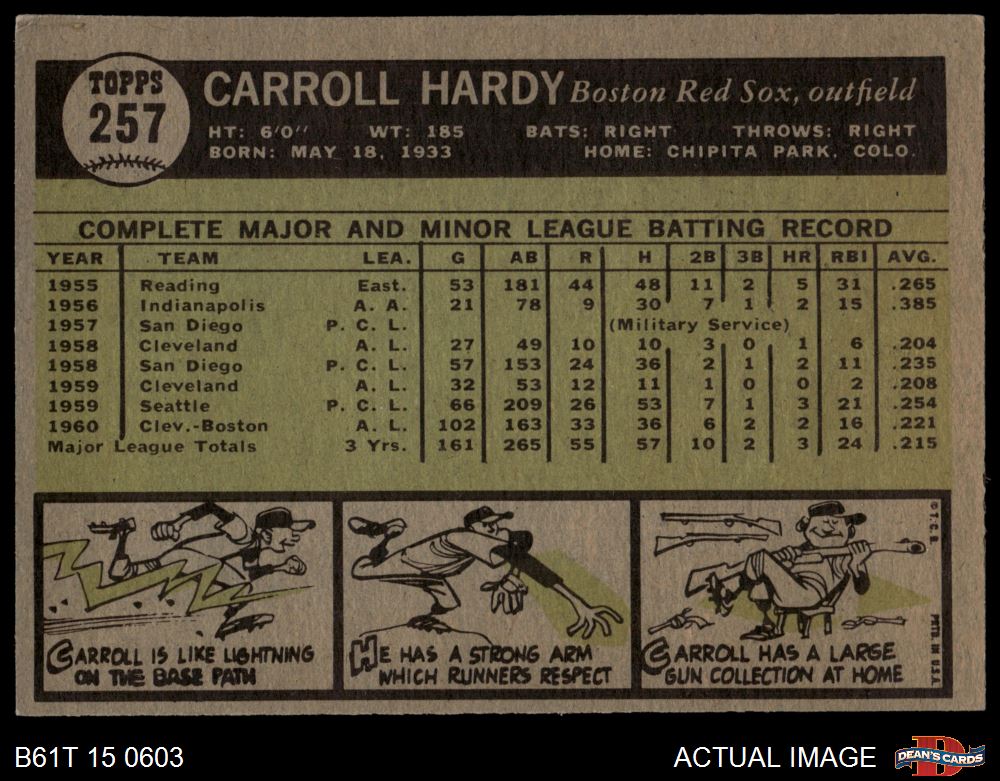 TOPPS
257
CARROLL HARDY Boston Red Sox, outfield
HT: 6'0" WT: 185 BATS: RIGHT THROWS: RIGHT
BORN: MAY 18, 1933 HOME: CHIPITA PARK, COLO.
COMPLETE MAJOR AND MINOR LEAGUE BATTING RECORD
YEAR TEAM LEA. G AB R H 2B 3B HR RBI AVG.
1955 Reading East. 53 181 44 48 11 2 5 31 .265
1956 Indianapolis A. A. 21 78 9 30 7 1 2 15 .385
1957 San Diego P. C. L. (Military Service)
1958 Cleveland A. L. 27 49 10 10 3 0 1 6 .204
1958 San Diego P. C. L. 57 153 24 36 2 1 2 11 .235
1959 Cleveland A. L. 32 53 12 11 1 0 0 2 .208
1959 Seattle P. C. L. 66 209 26 53 7 1 3 21 .254
1960 Clev.-Boston A. L. 102 163 33 36 6 2 2 16 .221
Major League Totals 3 Yrs. 161 265 55 57 10 2 3 24 .215
CARROLL IS LIKE LIGHTNING
ON THE BASE PATH
HE HAS A STRONG ARM
WHICH RUNNERS RESPECT
CARROLL HAS A LARGE
GUN COLLECTION AT HOME
© T. C. G.
PRTD. IN U.S.A.
B61T 15 0603
ACTUAL IMAGE
D
DEAN'S CARDS